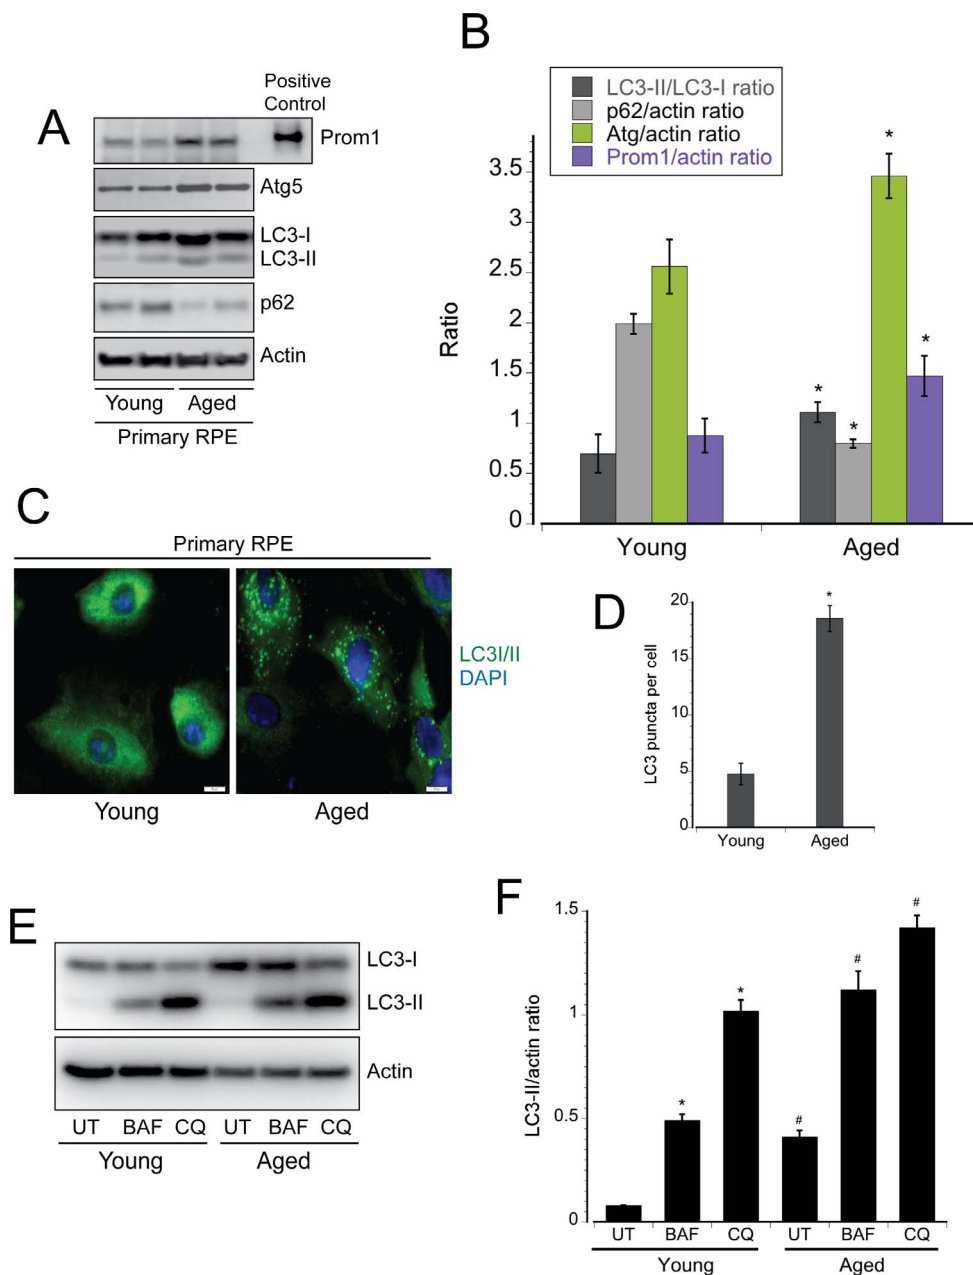 A
Positive
Control
Prom1
Atg5
LC3-I
LC3-II
p62
Actin
Young Aged
Primary RPE
B
LC3-II/LC3-I ratio
p62/actin ratio
Atg/actin ratio
Prom1/actin ratio
Ratio
3.5
3
2.5
2
1.5
1
0.5
0
*
*
*
*
Young Aged
C
Primary RPE
LC3I/II
DAPI
Young Aged
D
LC3 puncta per cell
20
15
10
5
0
*
Young Aged
E
LC3-I
LC3-II
Actin
UT BAF CQ UT BAF CQ
Young Aged
F
LC3-II/actin ratio
1.5
1
0.5
0
*
*
#
#
#
UT BAF CQ UT BAF CQ
Young Aged